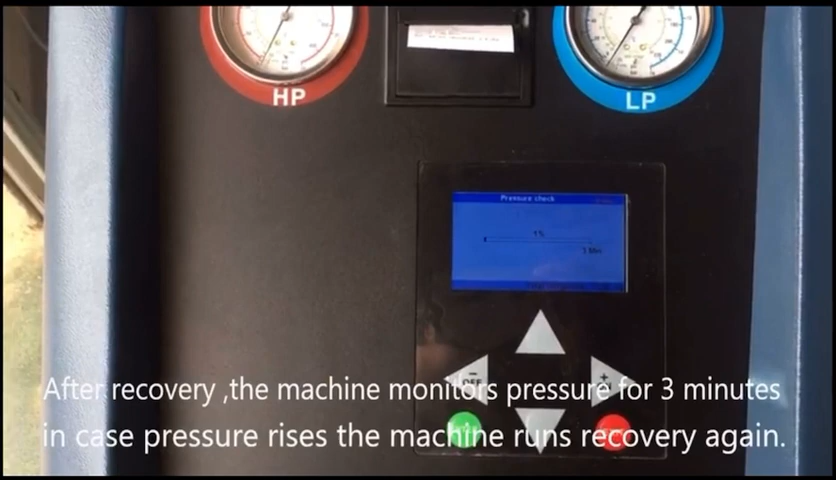 HP
LP
Pressure check
1%
3 Min
After recovery ,the machine monitors pressure for 3 minutes
in case pressure rises the machine runs recovery again.